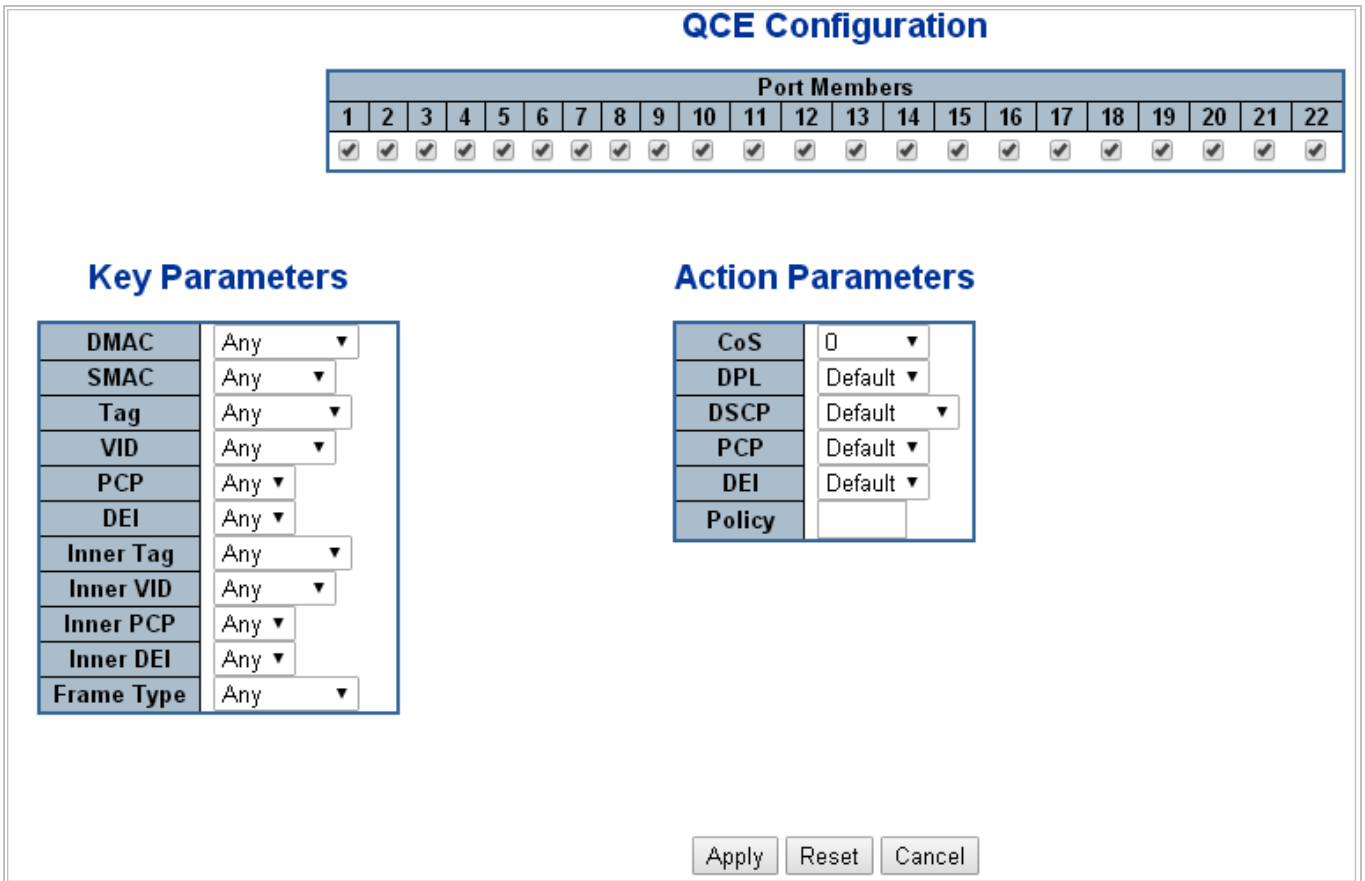 QCE Configuration
Port Members
1 2 3 4 5 6 7 8 9 10 11 12 13 14 15 16 17 18 19 20 21 22
Key Parameters
DMAC Any
SMAC Any
Tag Any
VID Any
PCP Any
DEI Any
Inner Tag Any
Inner VID Any
Inner PCP Any
Inner DEI Any
Frame Type Any
Action Parameters
CoS 0
DPL Default
DSCP Default
PCP Default
DEI Default
Policy
Apply Reset Cancel